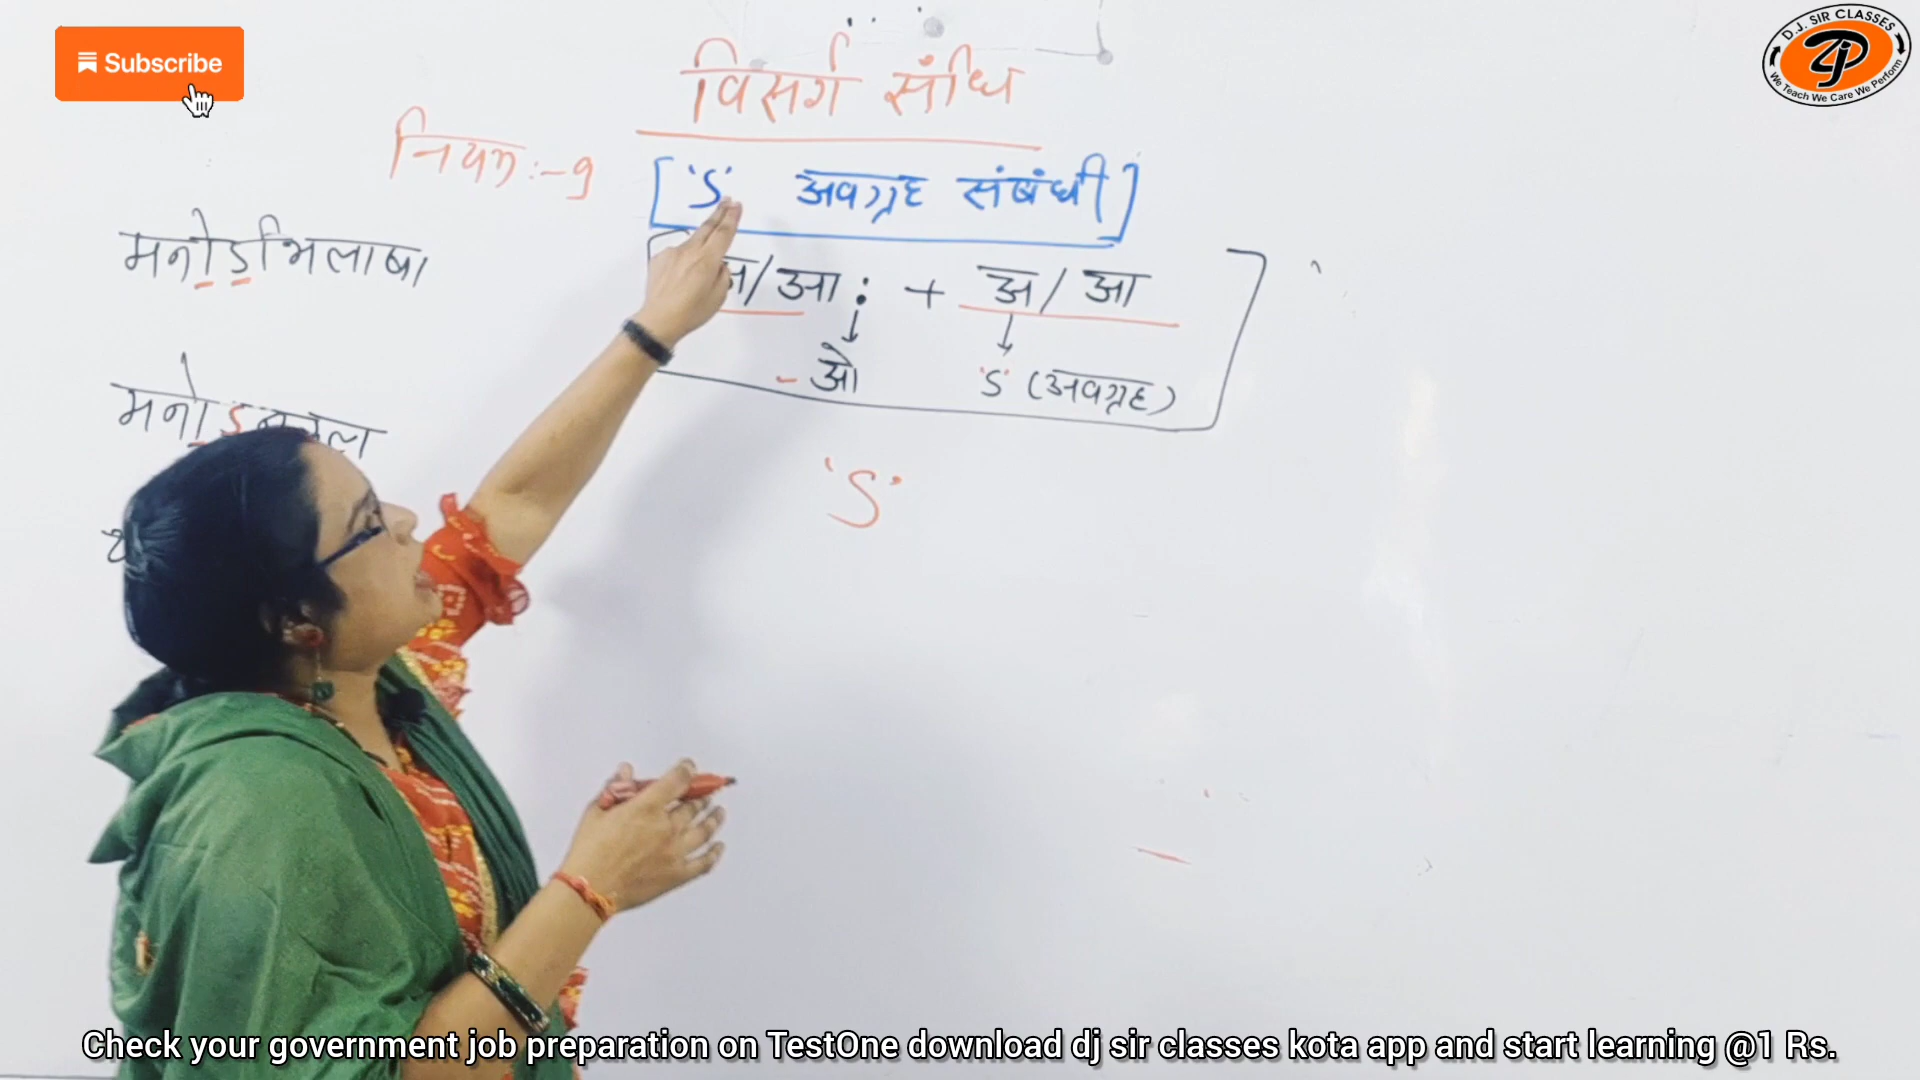 Subscribe
D.J. SIR CLASSES
We Teach We Care We Perform
विसर्ग संधि
नियम :- 9
['ऽ' अवग्रह संबंधी]
मनोऽभिलाषा
/आ : + अ/आ
ओ 'ऽ' (अवग्रह)
मनोऽ
'ऽ'
Check your government job preparation on TestOne download dj sir classes kota app and start learning @1 Rs.